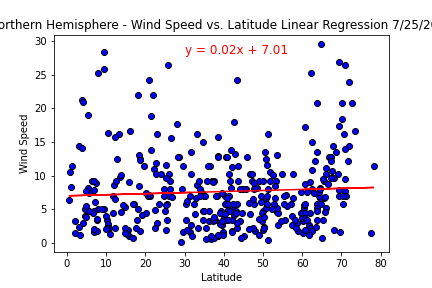 Northern Hemisphere - Wind Speed vs. Latitude Linear Regression 7/25/20
y = 0.02x + 7.01
30
25
20
15
10
5
0
Wind Speed
0 10 20 30 40 50 60 70 80
Latitude